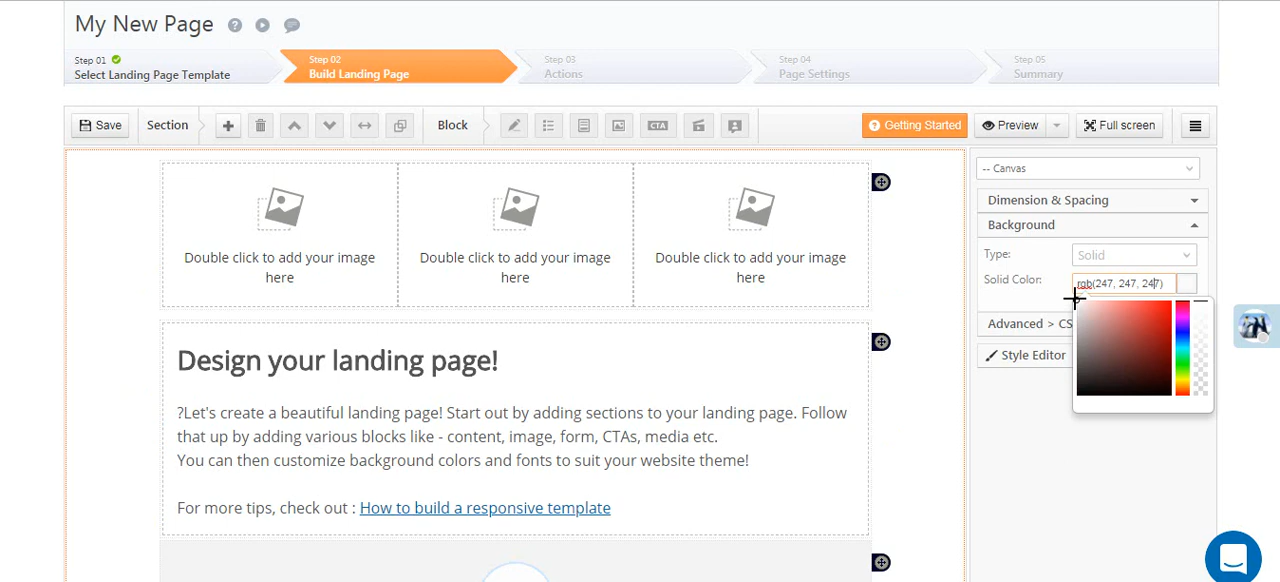 My New Page
Step 01
Select Landing Page Template
Step 02
Build Landing Page
Step 03
Actions
Step 04
Page Settings
Step 05
Summary
Save
Section
Block
CTA
Getting Started
Preview
Full screen
Double click to add your image
here
Double click to add your image
here
Double click to add your image
here
Design your landing page!
?Let's create a beautiful landing page! Start out by adding sections to your landing page. Follow
that up by adding various blocks like - content, image, form, CTAs, media etc.
You can then customize background colors and fonts to suit your website theme!
For more tips, check out : How to build a responsive template
-- Canvas
Dimension & Spacing
Background
Type:
Solid
Solid Color:
rgb(247, 247, 247)
Advanced > CS
Style Editor